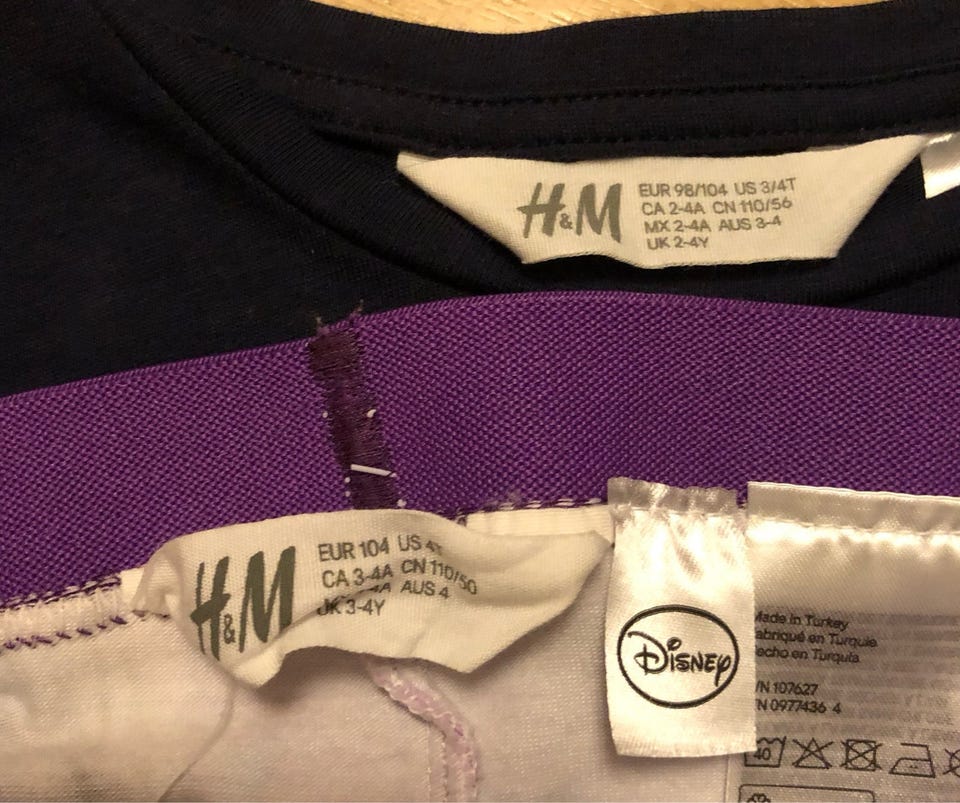 H&M
EUR 98/104 US 3/4T
CA 2-4A CN 110/56
MX 2-4A AUS 3-4
UK 2-4Y
H&M
EUR 104 US 4T
CA 3-4A CN 110/50
AUS 4
UK 3-4Y
Disney
Made in Turkey
Fabriqué en Turquie
Hecho en Turquía
107627
0977436 4
40